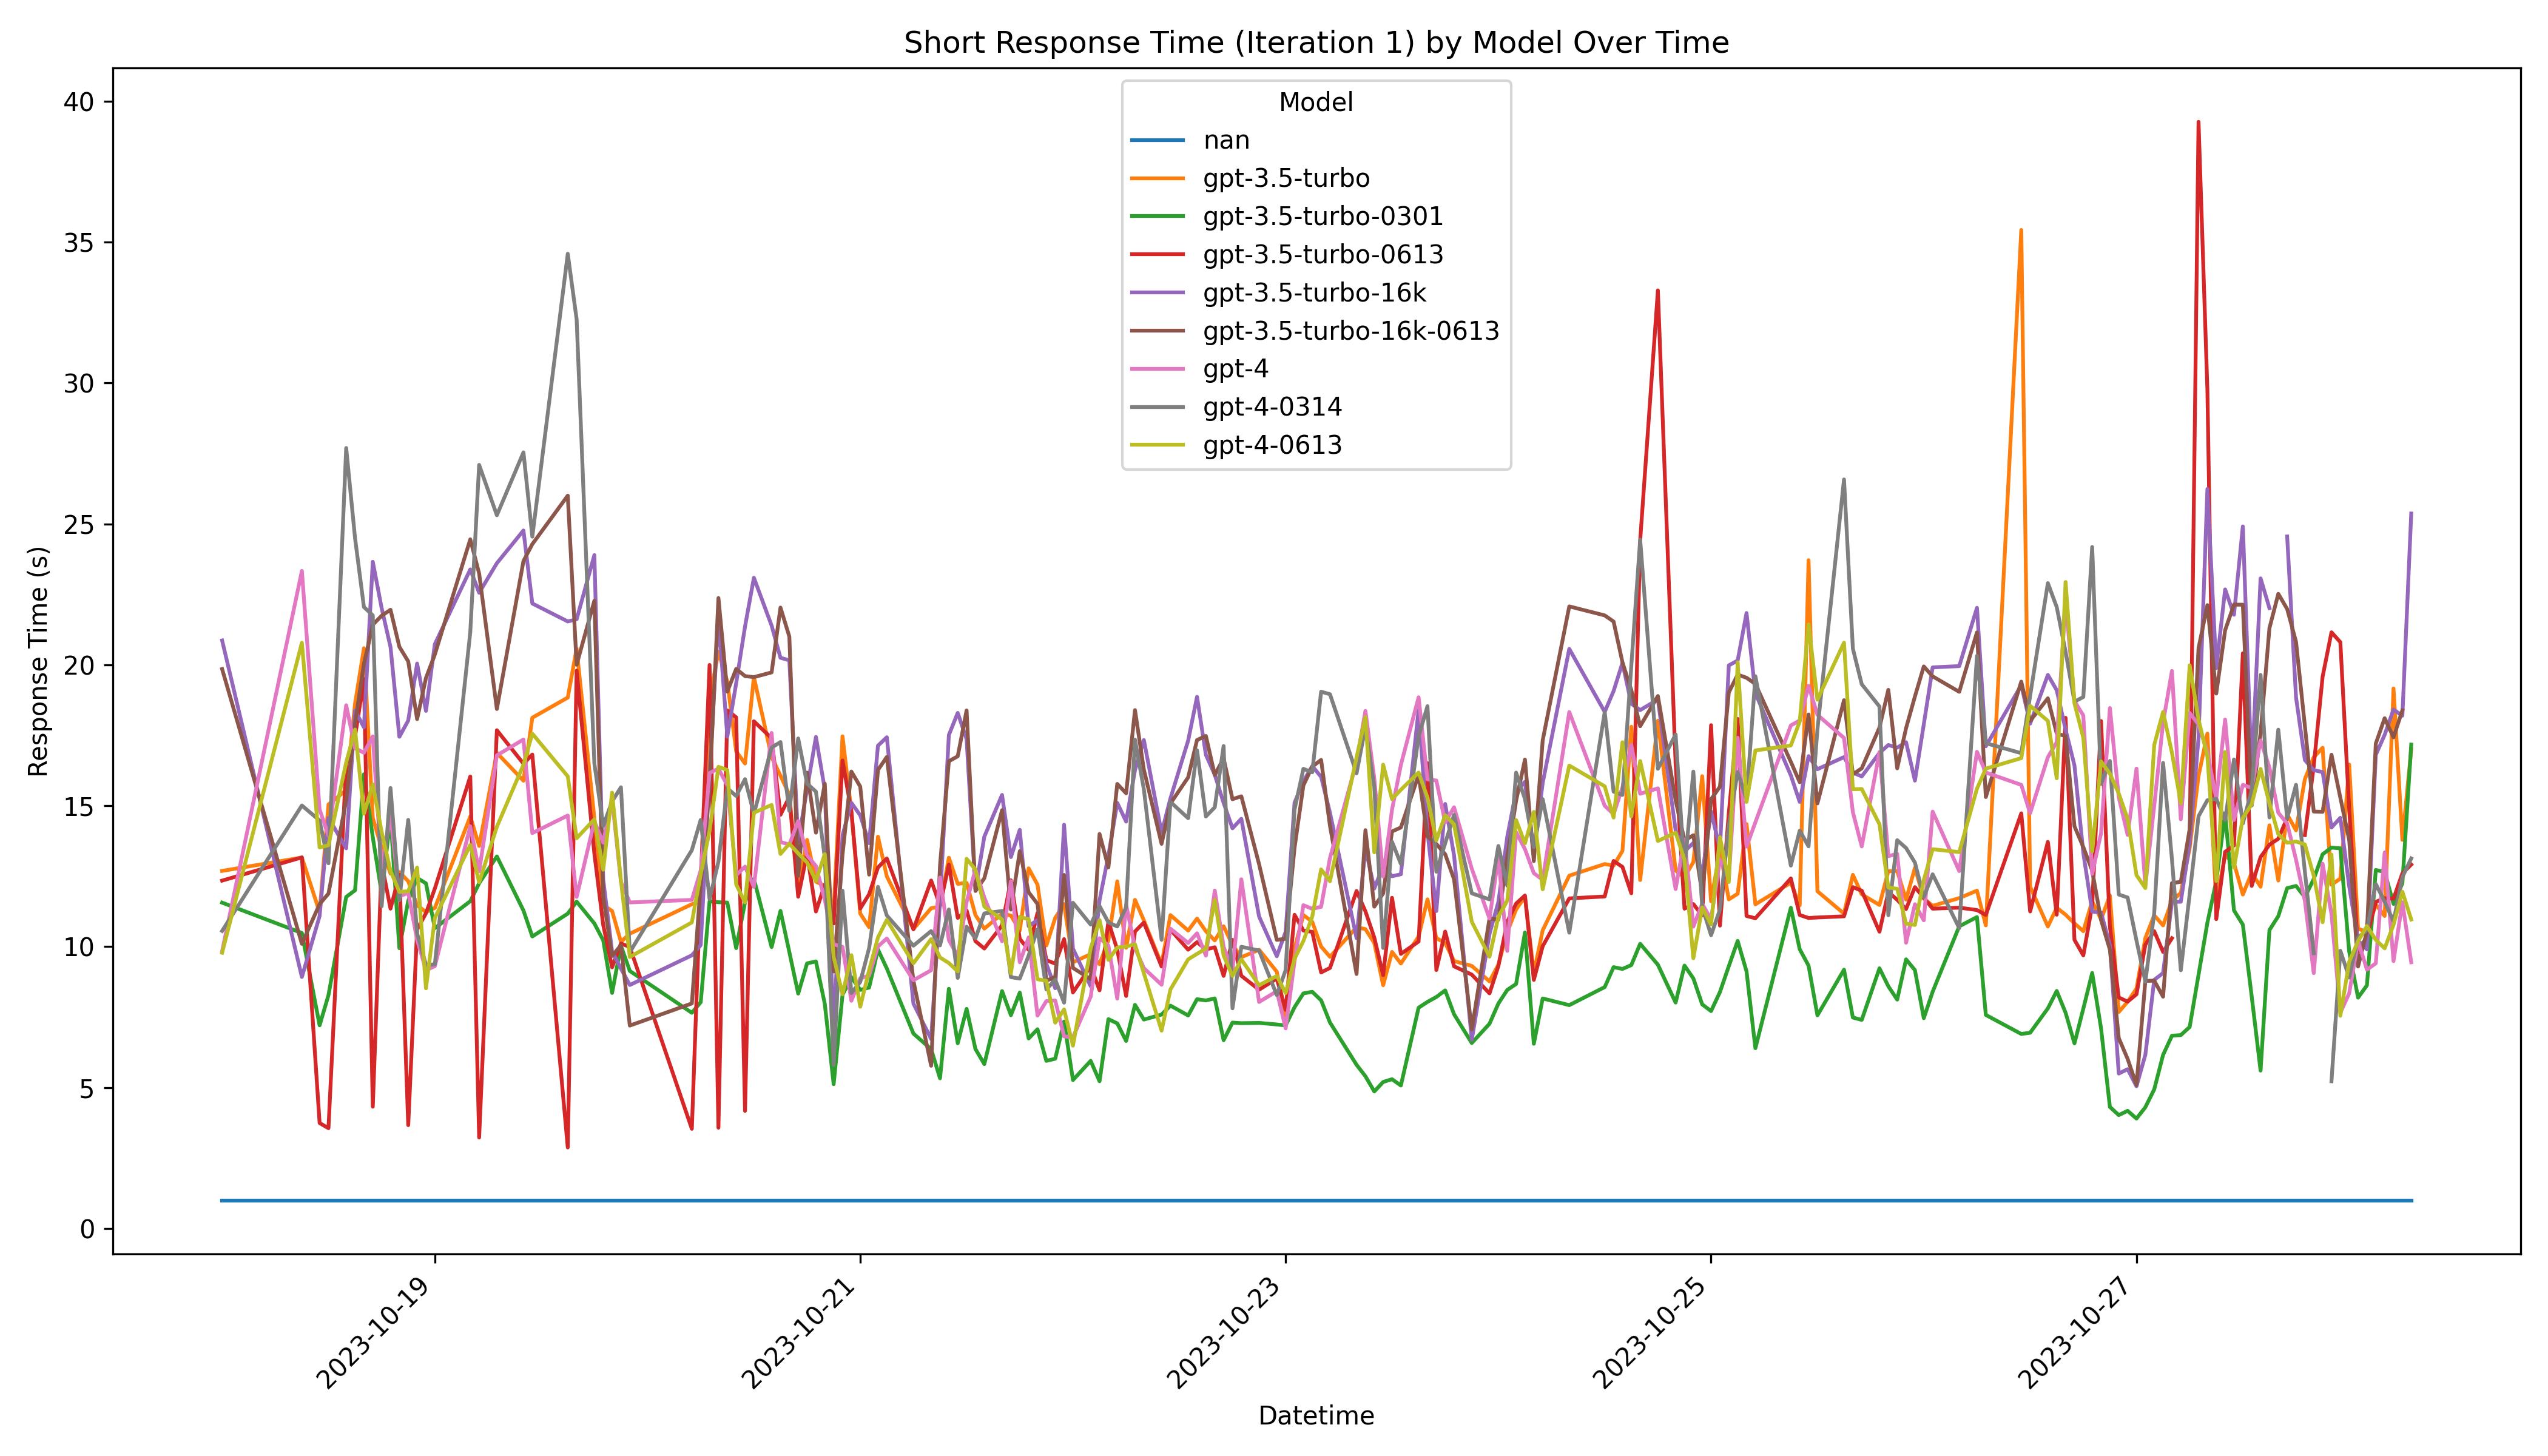 Short Response Time (Iteration 1) by Model Over Time
Model
nan
gpt-3.5-turbo
gpt-3.5-turbo-0301
gpt-3.5-turbo-0613
gpt-3.5-turbo-16k
gpt-3.5-turbo-16k-0613
gpt-4
gpt-4-0314
gpt-4-0613
Response Time (s)
40
35
30
25
20
15
10
5
0
2023-10-19
2023-10-21
2023-10-23
2023-10-25
2023-10-27
Datetime